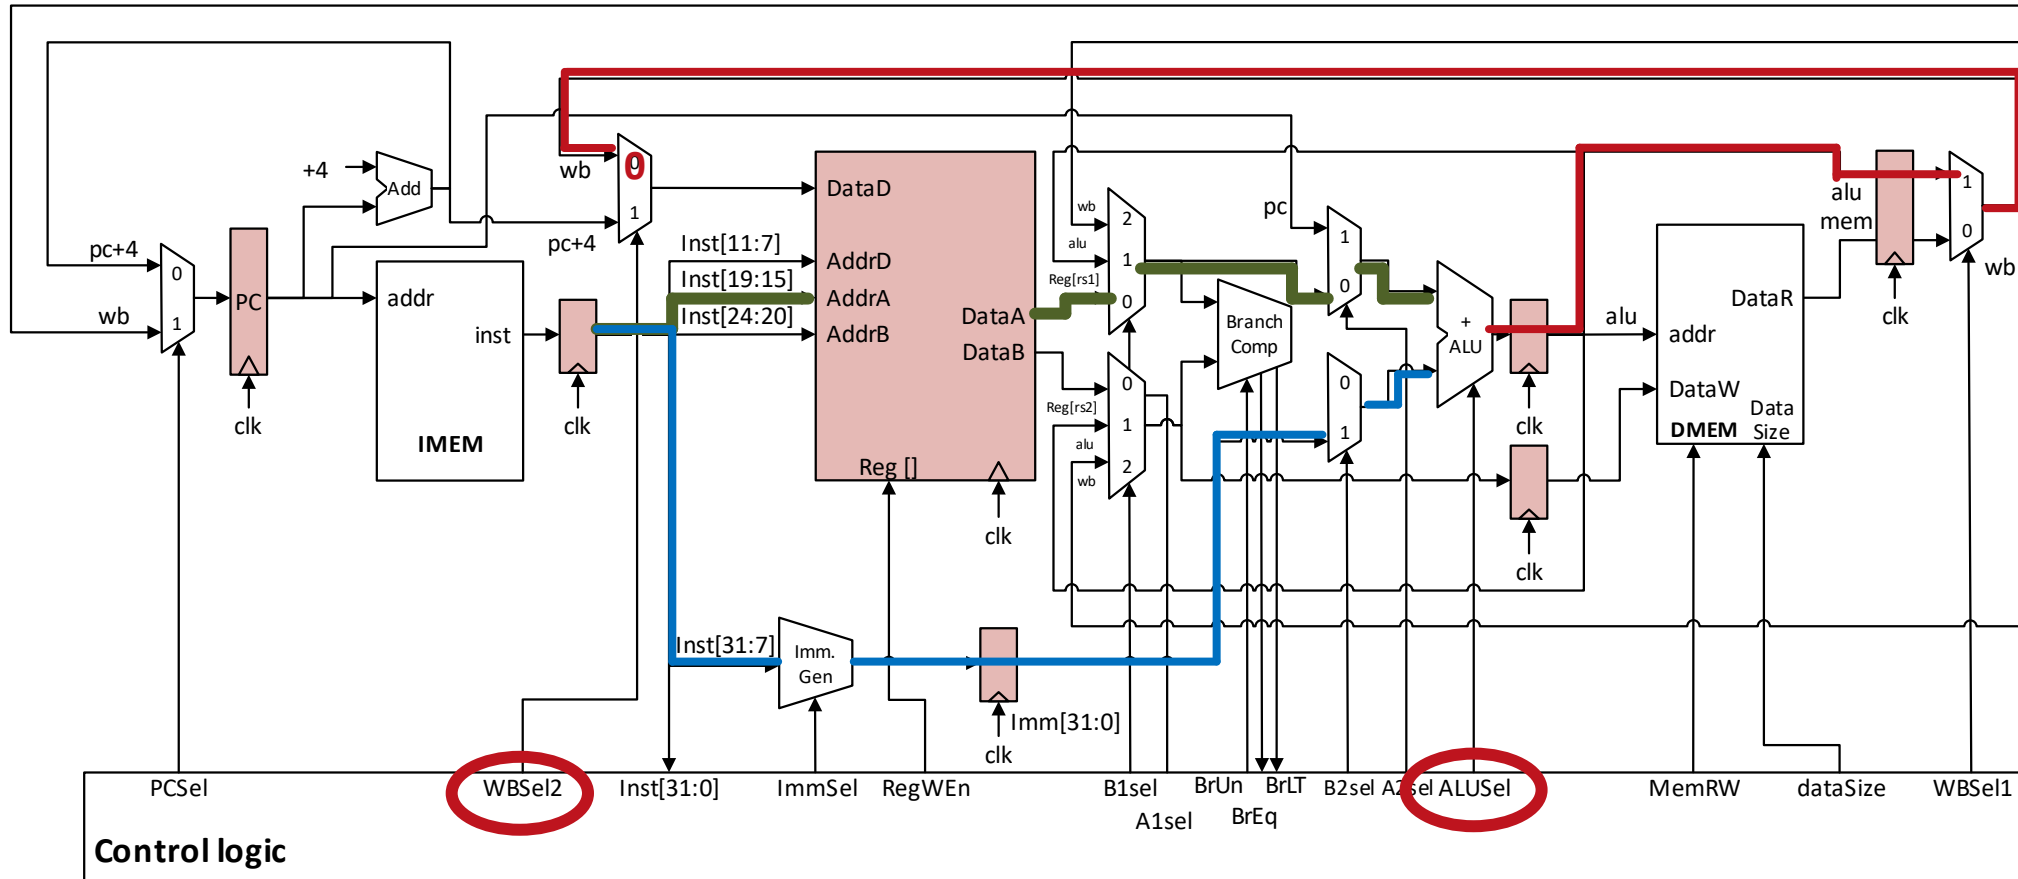 +4
Add
wb
0
1
DataD
pc+4
pc+4
0
wb
1
PC
clk
addr
inst
IMEM
clk
Inst[11:7]
Inst[19:15]
Inst[24:20]
AddrD
AddrA
AddrB
DataA
DataB
Reg []
clk
wb
2
alu
1
Reg[rs1]
0
0
Reg[rs2]
1
alu
2
wb
pc
1
0
Branch
Comp
0
1
+
ALU
clk
clk
alu
addr
DataR
DataW
Data
Size
DMEM
alu
mem
clk
1
0
wb
Inst[31:7]
Imm.
Gen
Imm[31:0]
clk
PCSel
WBSel2
Inst[31:0]
ImmSel
RegWEn
B1sel
A1sel
BrUn
BrEq
BrLT
B2sel
A2sel
ALUSel
MemRW
dataSize
WBSel1
Control logic